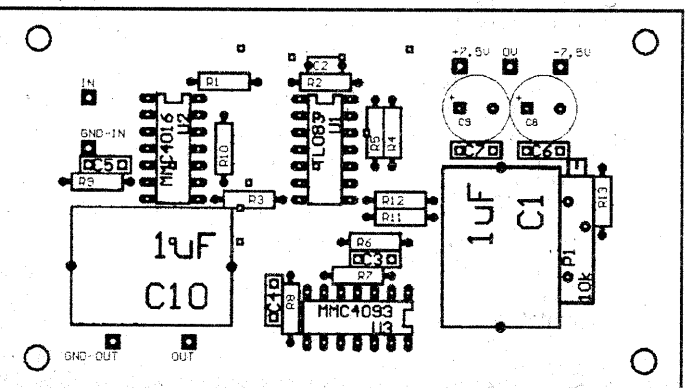 +7.5V 0V -7.5V
C2
R1
R2
IN
C9
C8
GND-IN
MMC4016
U2
R10
TL083
U1
R5
R4
C7
C6
C5
R9
R3
R12
R11
1uF
C1
R13
P1
10k
1uF
C10
R6
C3
R7
C4
R8
MMC4093
U3
GND-OUT
OUT